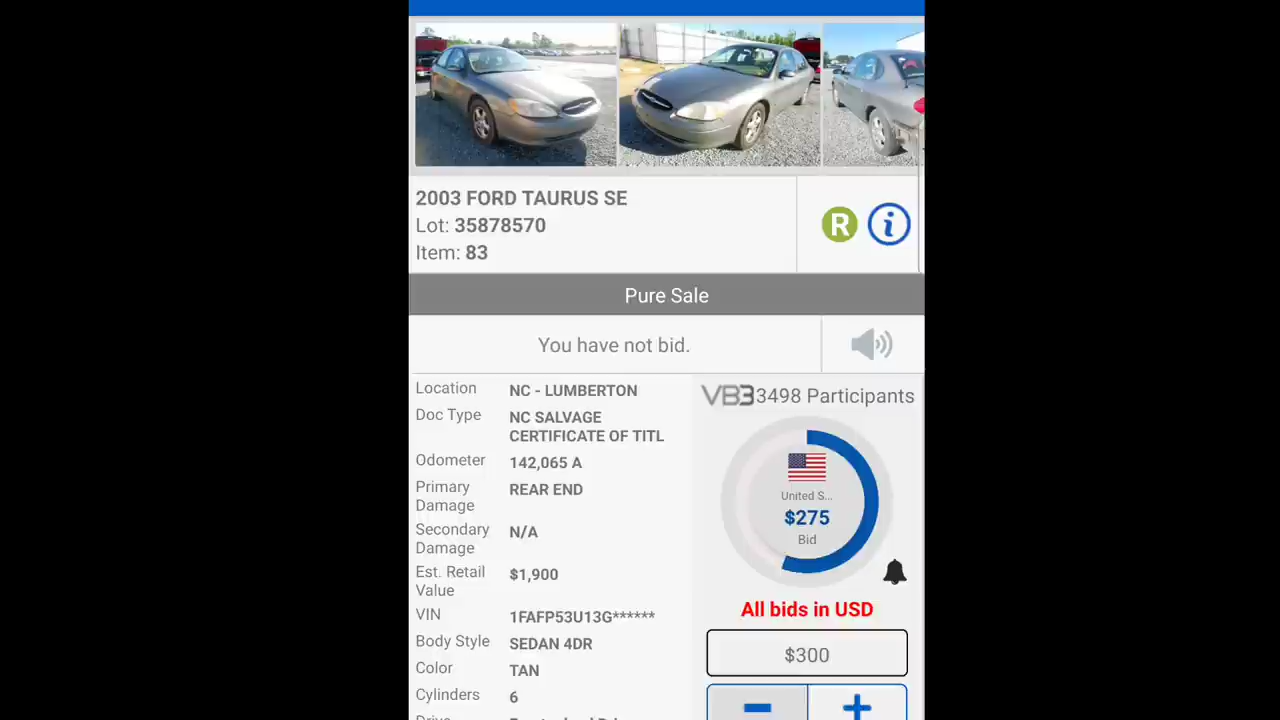 2003 FORD TAURUS SE
Lot: 35878570
Item: 83
R
i
Pure Sale
You have not bid.
Location NC - LUMBERTON
Doc Type NC SALVAGE
CERTIFICATE OF TITL
Odometer 142,065 A
Primary
Damage REAR END
Secondary
Damage N/A
Est. Retail
Value $1,900
VIN 1FAFP53U13G******
Body Style SEDAN 4DR
Color TAN
Cylinders 6
VB3 3498 Participants
United S...
$275
Bid
All bids in USD
$300